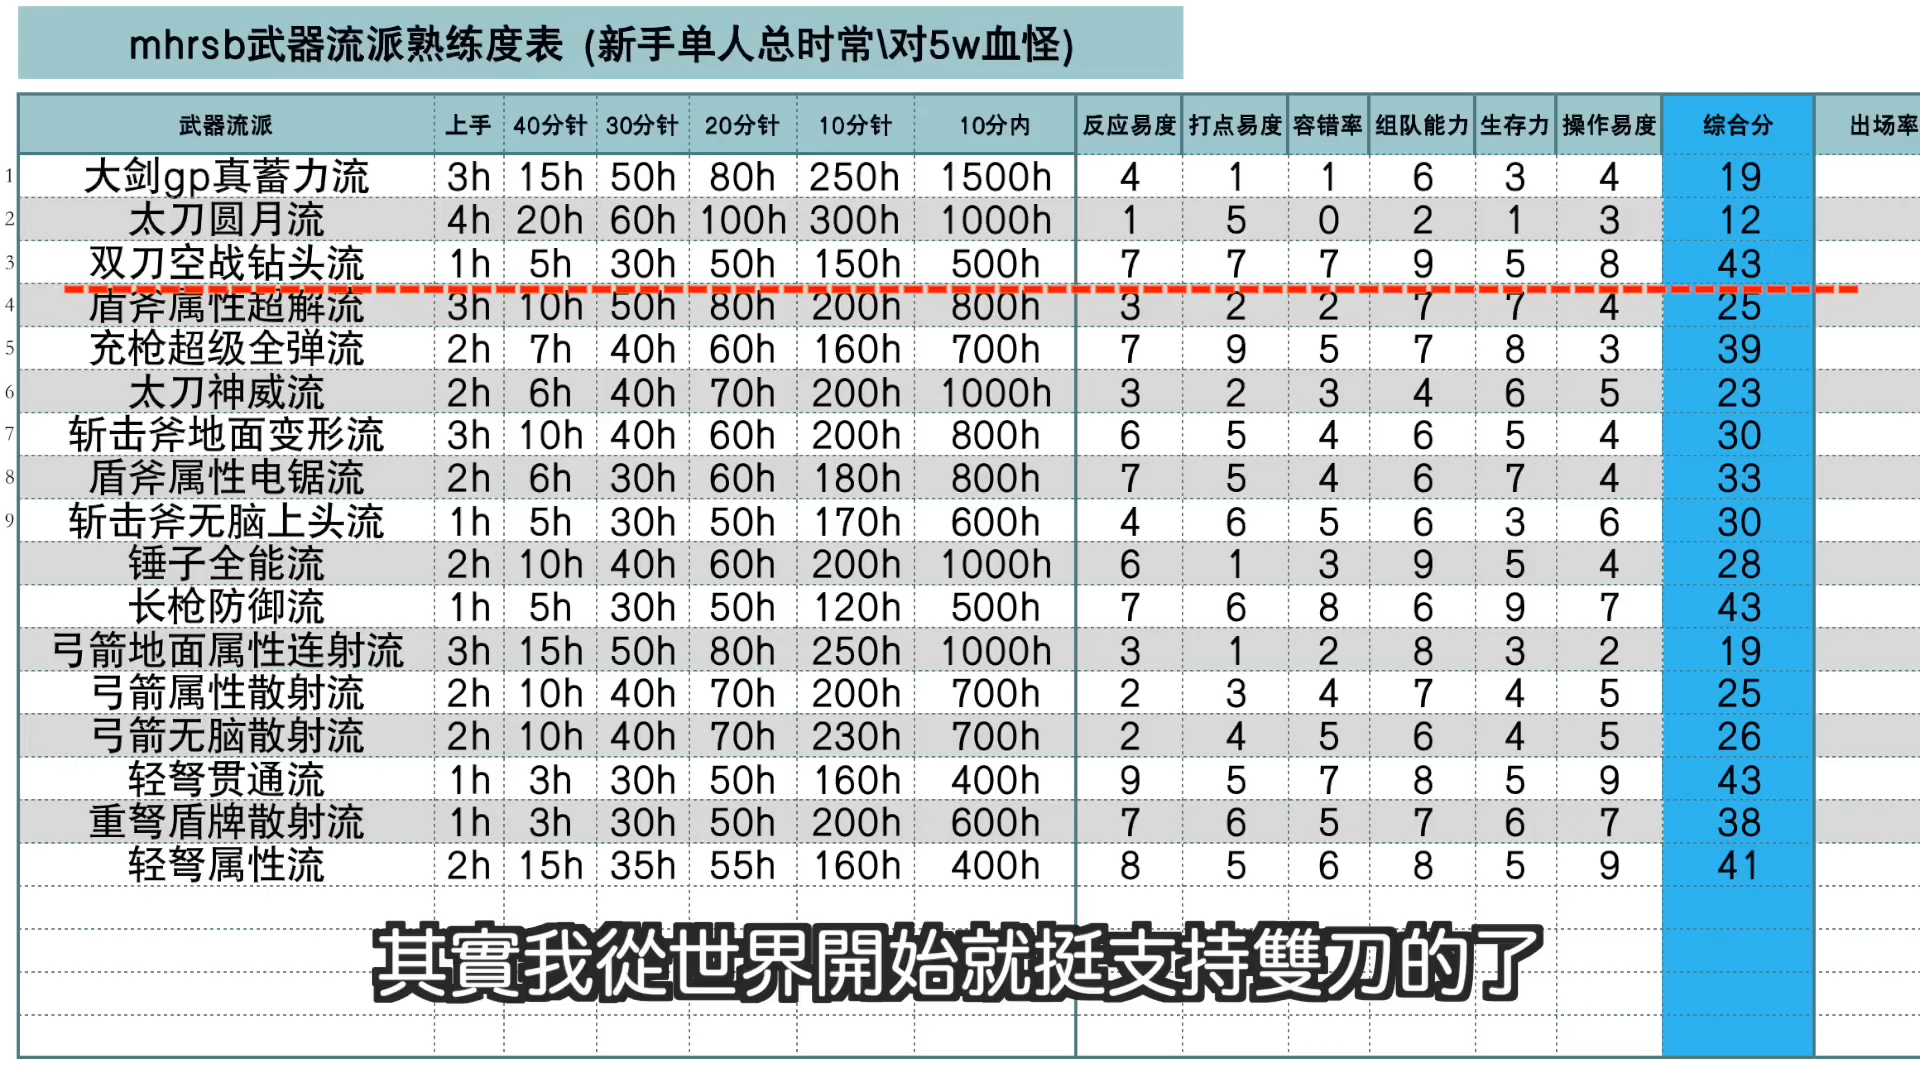 mhrsb武器流派熟练度表 (新手单人总时常\对5w血怪)
武器流派 上手 40分针 30分针 20分针 10分针 10分内 反应易度 打点易度 容错率 组队能力 生存力 操作易度 综合分 出场率
1 大剑gp真蓄力流 3h 15h 50h 80h 250h 1500h 4 1 1 6 3 4 19
2 太刀圆月流 4h 20h 60h 100h 300h 1000h 1 5 0 2 1 3 12
3 双刀空战钻头流 1h 5h 30h 50h 150h 500h 7 7 7 9 5 8 43
4 盾斧属性超解流 3h 10h 50h 80h 200h 800h 3 2 2 7 7 4 25
5 充枪超级全弹流 2h 7h 40h 60h 160h 700h 7 9 5 7 8 3 39
6 太刀神威流 2h 6h 40h 70h 200h 1000h 3 2 3 4 6 5 23
7 斩击斧地面变形流 3h 10h 40h 60h 200h 800h 6 5 4 6 5 4 30
8 盾斧属性电锯流 2h 6h 30h 60h 180h 800h 7 5 4 6 7 4 33
9 斩击斧无脑上头流 1h 5h 30h 50h 170h 600h 4 6 5 6 3 6 30
锤子全能流 2h 10h 40h 60h 200h 1000h 6 1 3 9 5 4 28
长枪防御流 1h 5h 30h 50h 120h 500h 7 6 8 6 9 7 43
弓箭地面属性连射流 3h 15h 50h 80h 250h 1000h 3 1 2 8 3 2 19
弓箭属性散射流 2h 10h 40h 70h 200h 700h 2 3 4 7 4 5 25
弓箭无脑散射流 2h 10h 40h 70h 230h 700h 2 4 5 6 4 5 26
轻弩贯通流 1h 3h 30h 50h 160h 400h 9 5 7 8 5 9 43
重弩盾牌散射流 1h 3h 30h 50h 200h 600h 7 6 5 7 6 7 38
轻弩属性流 2h 15h 35h 55h 160h 400h 8 5 6 8 5 9 41
其實我從世界開始就挺支持雙刀的了